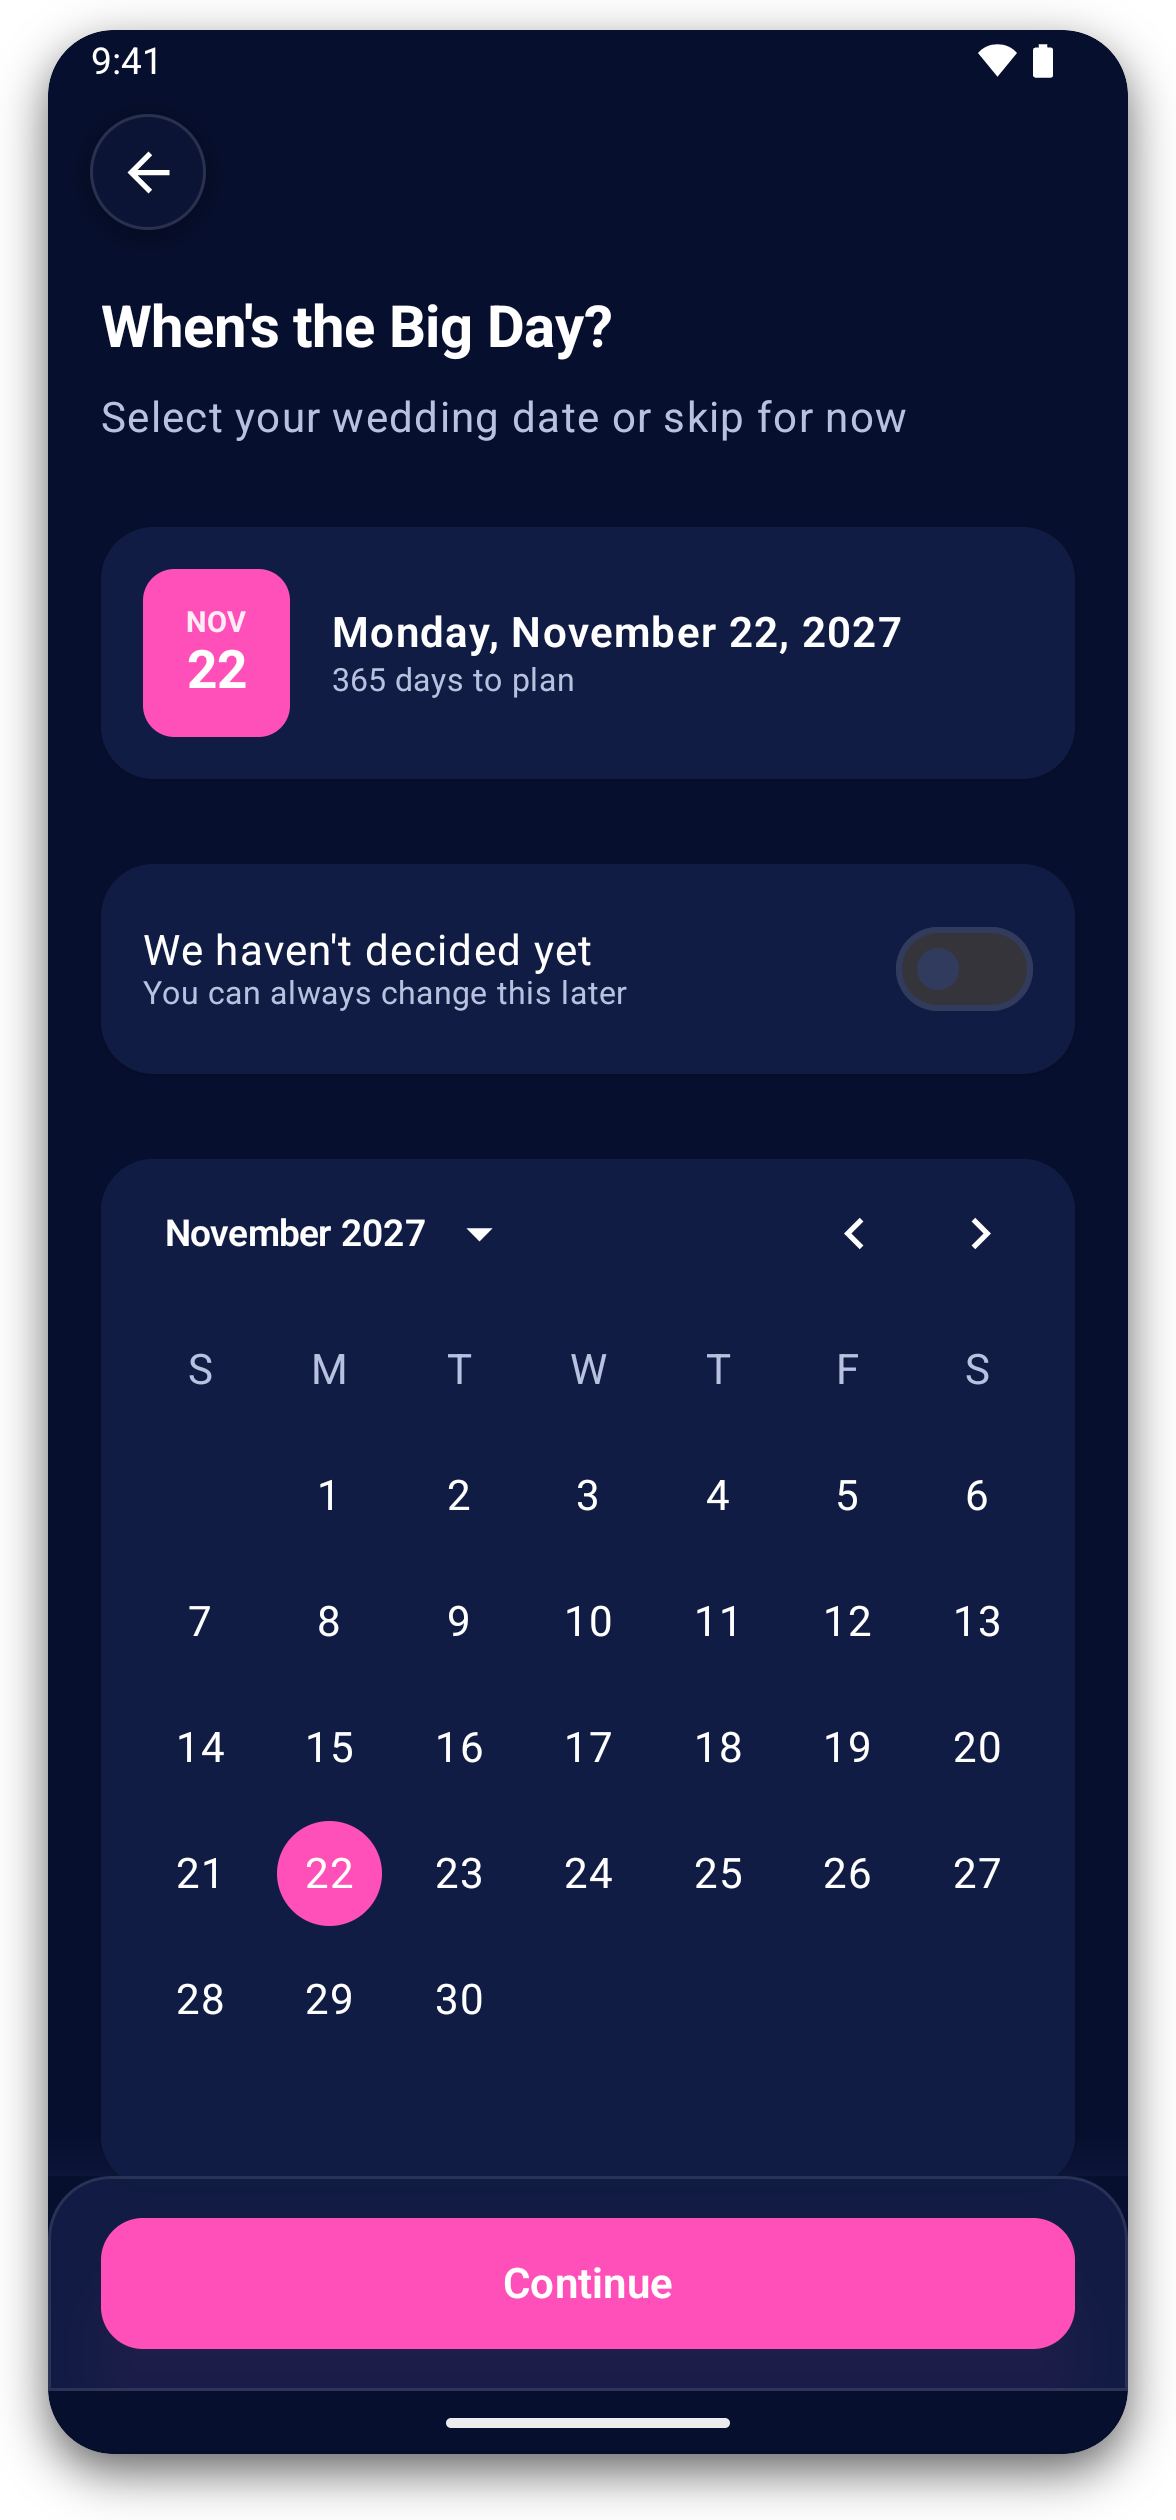 9:41
When's the Big Day?
Select your wedding date or skip for now
NOV
22
Monday, November 22, 2027
365 days to plan
We haven't decided yet
You can always change this later
November 2027
S M T W T F S
1 2 3 4 5 6
7 8 9 10 11 12 13
14 15 16 17 18 19 20
21 22 23 24 25 26 27
28 29 30
Continue